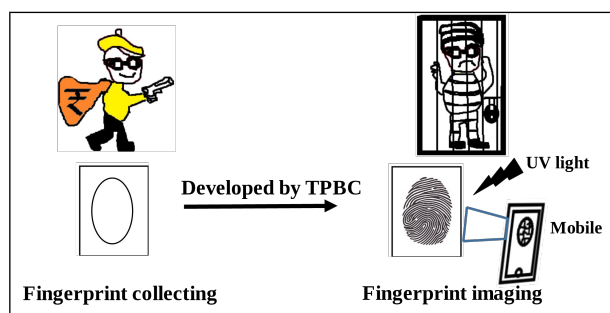 ₹
UV light
Developed by TPBC
Mobile
Fingerprint collecting
Fingerprint imaging